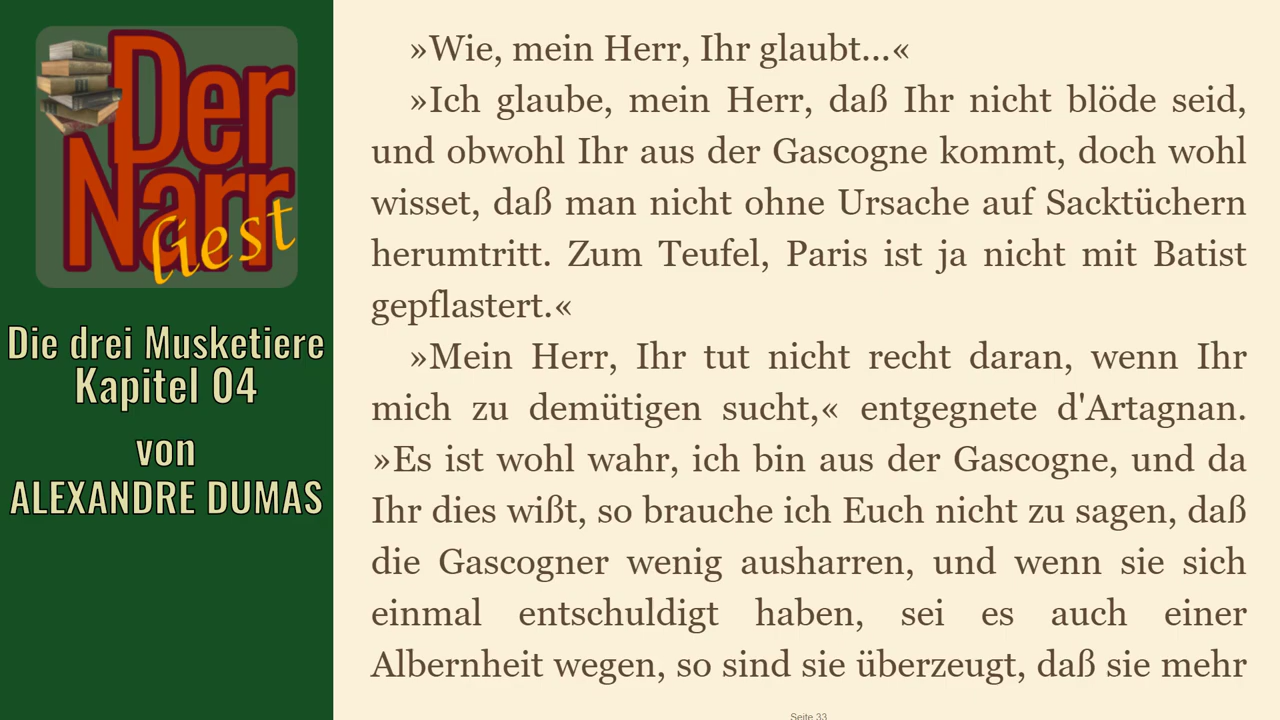 Der
Narr
liest
Die drei Musketiere
Kapitel 04
von
ALEXANDRE DUMAS
»Wie, mein Herr, Ihr glaubt...«
»Ich glaube, mein Herr, daß Ihr nicht blöde seid,
und obwohl Ihr aus der Gascogne kommt, doch wohl
wisset, daß man nicht ohne Ursache auf Sacktüchern
herumtritt. Zum Teufel, Paris ist ja nicht mit Batist
gepflastert.«
»Mein Herr, Ihr tut nicht recht daran, wenn Ihr
mich zu demütigen sucht,« entgegnete d'Artagnan.
»Es ist wohl wahr, ich bin aus der Gascogne, und da
Ihr dies wißt, so brauche ich Euch nicht zu sagen, daß
die Gascogner wenig ausharren, und wenn sie sich
einmal entschuldigt haben, sei es auch einer
Albernheit wegen, so sind sie überzeugt, daß sie mehr
Seite 33